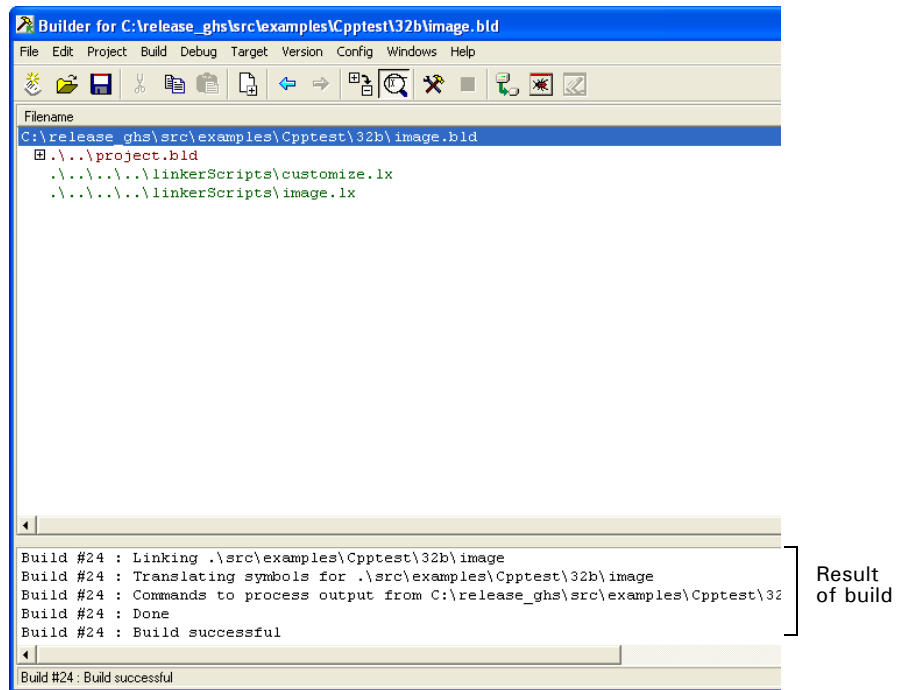 Builder for C:\release_ghs\src\examples\Cpptest\32b\image.bld
File Edit Project Build Debug Target Version Config Windows Help
Filename
C:\release_ghs\src\examples\Cpptest\32b\image.bld
.\..\project.bld
.\..\..\..\linkerScripts\customize.lx
.\..\..\..\linkerScripts\image.lx
Build #24 : Linking .\src\examples\Cpptest\32b\image
Build #24 : Translating symbols for .\src\examples\Cpptest\32b\image
Build #24 : Commands to process output from C:\release_ghs\src\examples\Cpptest\32
Build #24 : Done
Build #24 : Build successful
Result
of build
Build #24 : Build successful